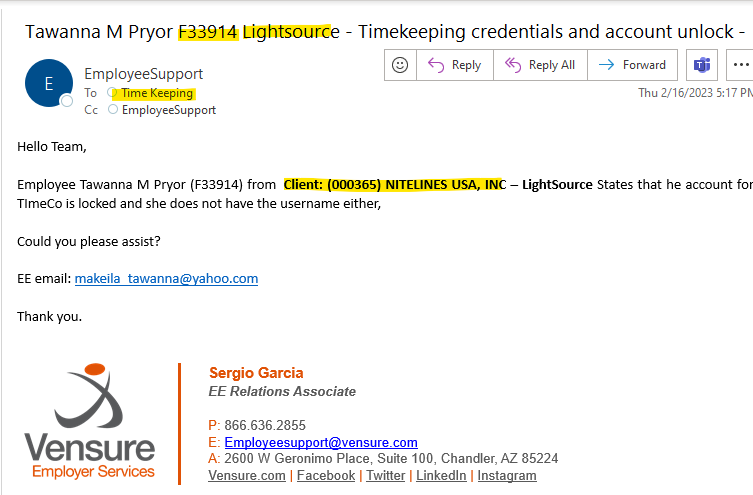 Tawanna M Pryor F33914 Lightsource - Timekeeping credentials and account unlock -
E
EmployeeSupport
To Time Keeping
Cc EmployeeSupport
Reply
Reply All
Forward
Thu 2/16/2023 5:17 PM
Hello Team,
Employee Tawanna M Pryor (F33914) from Client: (000365) NITELINES USA, INC – LightSource States that he account for
TImeCo is locked and she does not have the username either,
Could you please assist?
EE email: makeila_tawanna@yahoo.com
Thank you.
Vensure
Employer Services
Sergio Garcia
EE Relations Associate
P: 866.636.2855
E: Employeesupport@vensure.com
A: 2600 W Geronimo Place, Suite 100, Chandler, AZ 85224
Vensure.com | Facebook | Twitter | LinkedIn | Instagram